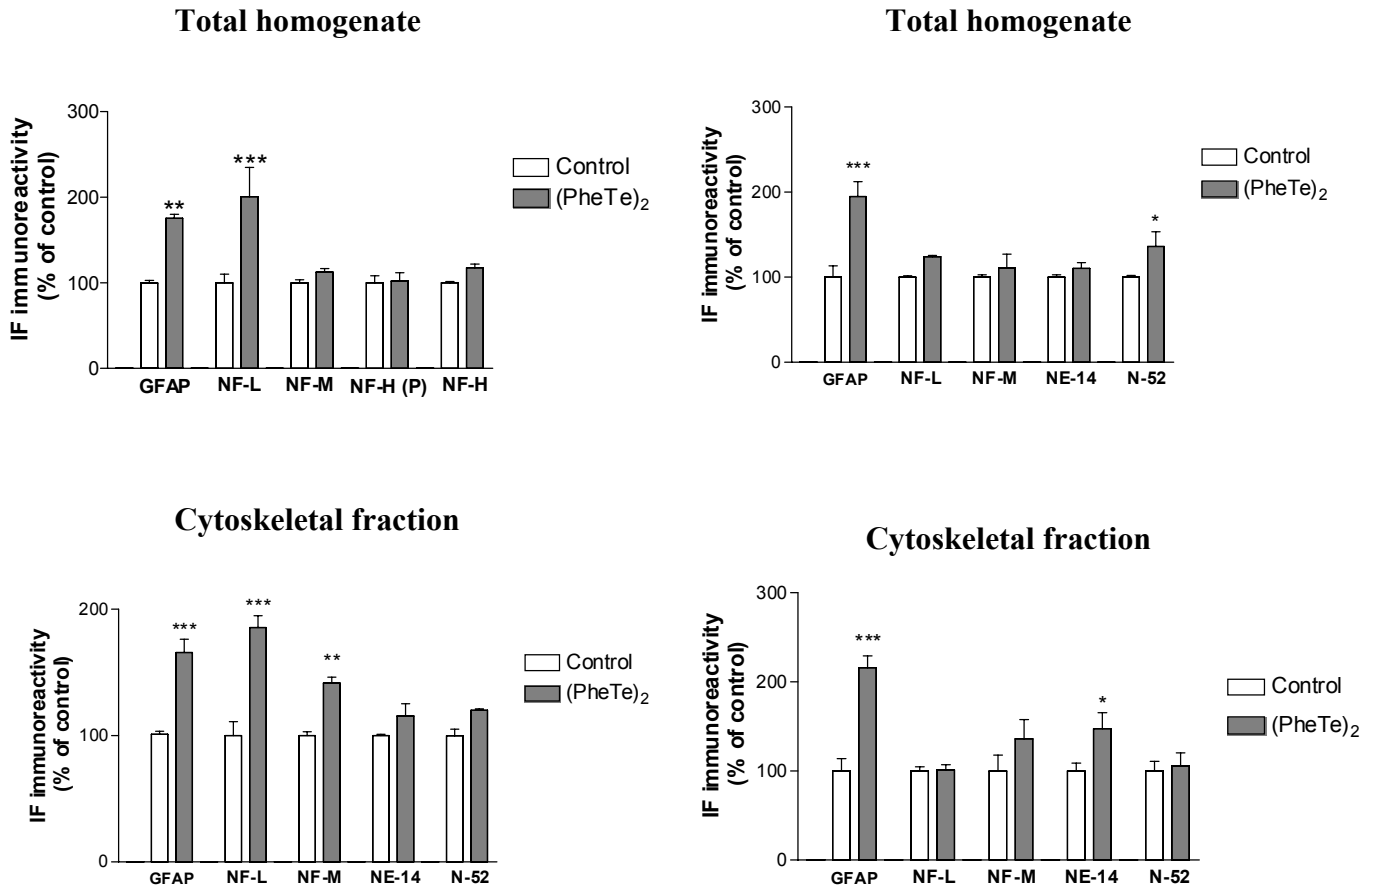 Total homogenate
IF immunoreactivity
(% of control)
300
200
100
0
** ***
GFAP NF-L NF-M NF-H (P) NF-H
Control
(PheTe)2
Total homogenate
IF immunoreactivity
(% of control)
300
200
100
0
*** *
GFAP NF-L NF-M NE-14 N-52
Control
(PheTe)2
Cytoskeletal fraction
IF immunoreactivity
(% of control)
200
100
0
*** *** **
GFAP NF-L NF-M NE-14 N-52
Control
(PheTe)2
Cytoskeletal fraction
IF immunoreactivity
(% of control)
300
200
100
0
*** *
GFAP NF-L NF-M NE-14 N-52
Control
(PheTe)2